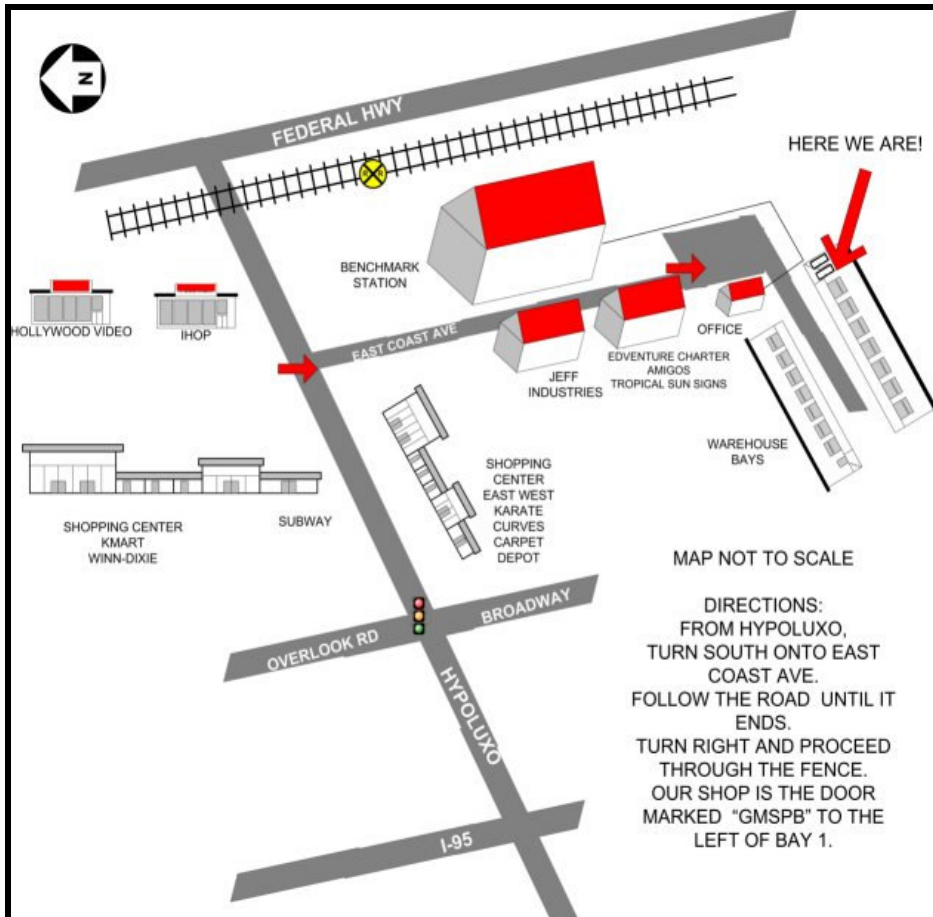 N
FEDERAL HWY
R R
HERE WE ARE!
BENCHMARK
STATION
HOLLYWOOD VIDEO
IHOP
EAST COAST AVE
OFFICE
JEFF
INDUSTRIES
EDVENTURE CHARTER
AMIGOS
TROPICAL SUN SIGNS
WAREHOUSE
BAYS
SHOPPING CENTER
KMART
WINN-DIXIE
SUBWAY
SHOPPING
CENTER
EAST WEST
KARATE
CURVES
CARPET
DEPOT
OVERLOOK RD
BROADWAY
HYPOLUXO
I-95
MAP NOT TO SCALE
DIRECTIONS:
FROM HYPOLUXO,
TURN SOUTH ONTO EAST
COAST AVE.
FOLLOW THE ROAD UNTIL IT
ENDS.
TURN RIGHT AND PROCEED
THROUGH THE FENCE.
OUR SHOP IS THE DOOR
MARKED “GMSPB” TO THE
LEFT OF BAY 1.